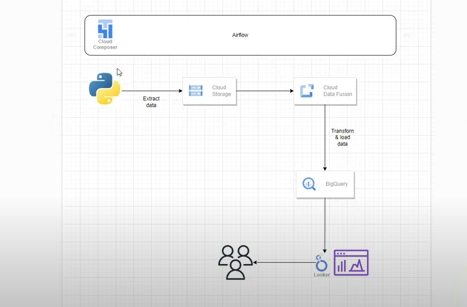 Airflow
Cloud
Composer
Extract
data
Cloud
Storage
Cloud
Data Fusion
Transform
& load
data
BigQuery
Looker